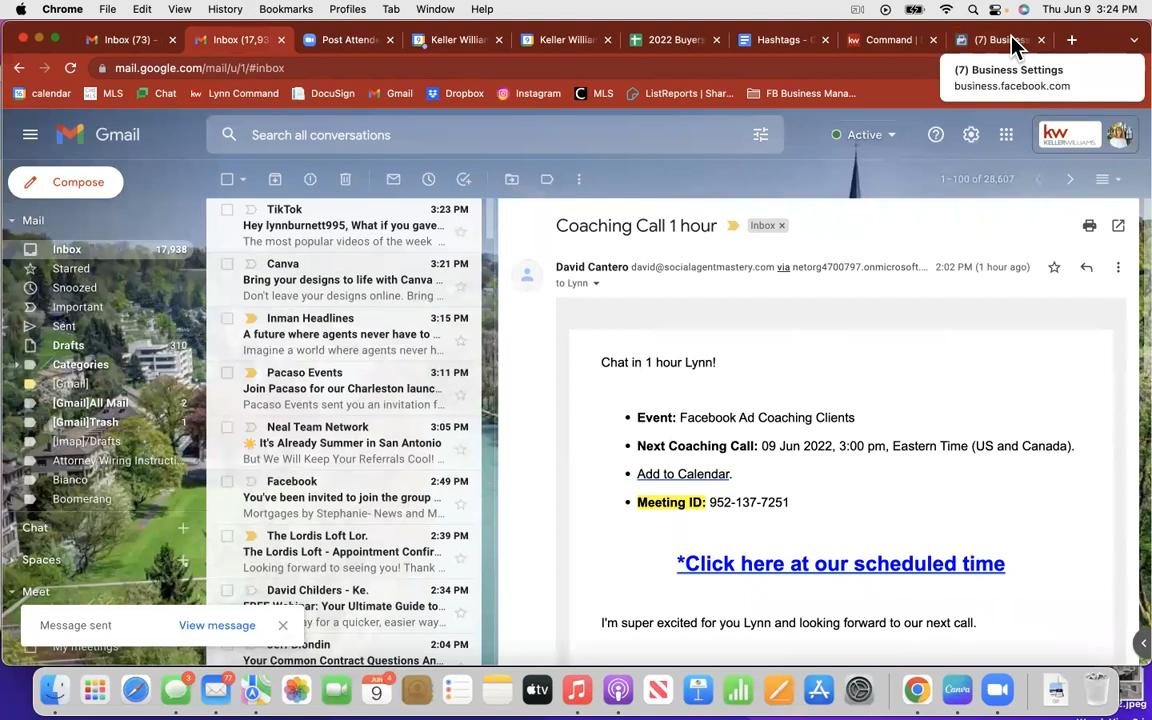 Chrome File Edit View History Bookmarks Profiles Tab Window Help Thu Jun 9 3:24 PM
Inbox (73) - Inbox (17,93 Post Attend Keller William Keller William 2022 Buyer Hashtags - Command | (7) Business
mail.google.com/mail/u/1/#inbox
(7) Business Settings
business.facebook.com
calendar MLS Chat Lynn Command DocuSign Gmail Dropbox Instagram MLS ListReports | Shar... FB Business Mana...
Gmail
Search all conversations
Active
kw
KELLERWILLIAMS
Compose
1–100 of 28,607
Mail
Inbox 17,938
Starred
Snoozed
Important
Sent
Drafts 310
Categories
[Gmail]
[Gmail]All Mail 2
[Gmail]Trash 1
[Imap]/Drafts
Attorney Wiring Instructi...
Bianco
Boomerang
Chat
Spaces
Meet
My meetings
Message sent View message
TikTok 3:23 PM
Hey lynnburnett995, What if you gave...
The most popular videos of the week ...
Canva 3:21 PM
Bring your designs to life with Canva ...
Don't leave your designs online. Bring ...
Inman Headlines 3:15 PM
A future where agents never have to ...
Imagine a world where agents never h...
Pacaso Events 3:11 PM
Join Pacaso for our Charleston launc...
Pacaso Events sent you an invitation f...
Neal Team Network 3:05 PM
It's Already Summer in San Antonio
But We Will Keep Your Referrals Cool! ...
Facebook 2:49 PM
You've been invited to join the group ...
Mortgages by Stephanie- News and M...
The Lordis Loft Lor. 2:39 PM
The Lordis Loft - Appointment Confir...
Looking forward to seeing you! Thank ...
David Childers - Ke. 2:34 PM
FREE Webinar: Your Ultimate Guide to...
way for a quicker, easier way...
Blondin 2:04 PM
Your Common Contract Questions An...
Coaching Call 1 hour Inbox
David Cantero david@socialagentmastery.com via netorg4700797.onmicrosoft... 2:02 PM (1 hour ago)
to Lynn
Chat in 1 hour Lynn!
• Event: Facebook Ad Coaching Clients
• Next Coaching Call: 09 Jun 2022, 3:00 pm, Eastern Time (US and Canada).
• Add to Calendar.
• Meeting ID: 952-137-7251
*Click here at our scheduled time
I'm super excited for you Lynn and looking forward to our next call.
3 77 JUN 9 4 tv Canva
2.jpeg